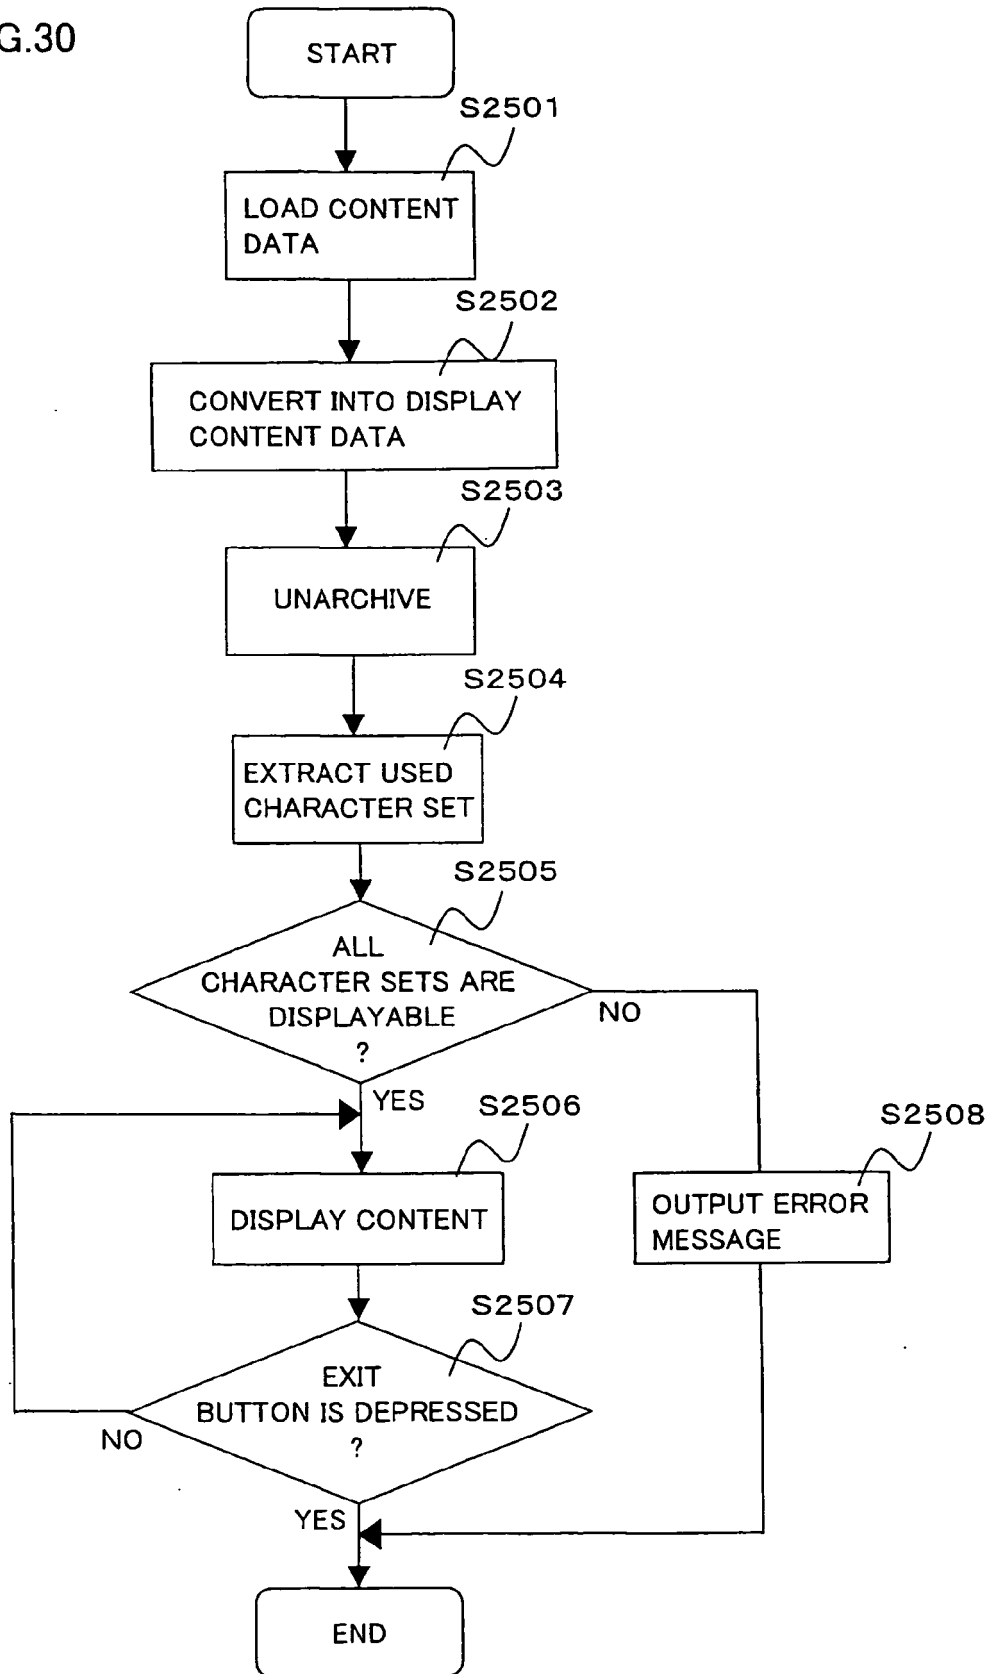 G.30
START
S2501
LOAD CONTENT
DATA
S2502
CONVERT INTO DISPLAY
CONTENT DATA
S2503
UNARCHIVE
S2504
EXTRACT USED
CHARACTER SET
S2505
ALL
CHARACTER SETS ARE
DISPLAYABLE
?
NO
YES
S2506
DISPLAY CONTENT
S2508
OUTPUT ERROR
MESSAGE
S2507
EXIT
BUTTON IS DEPRESSED
?
NO
YES
END